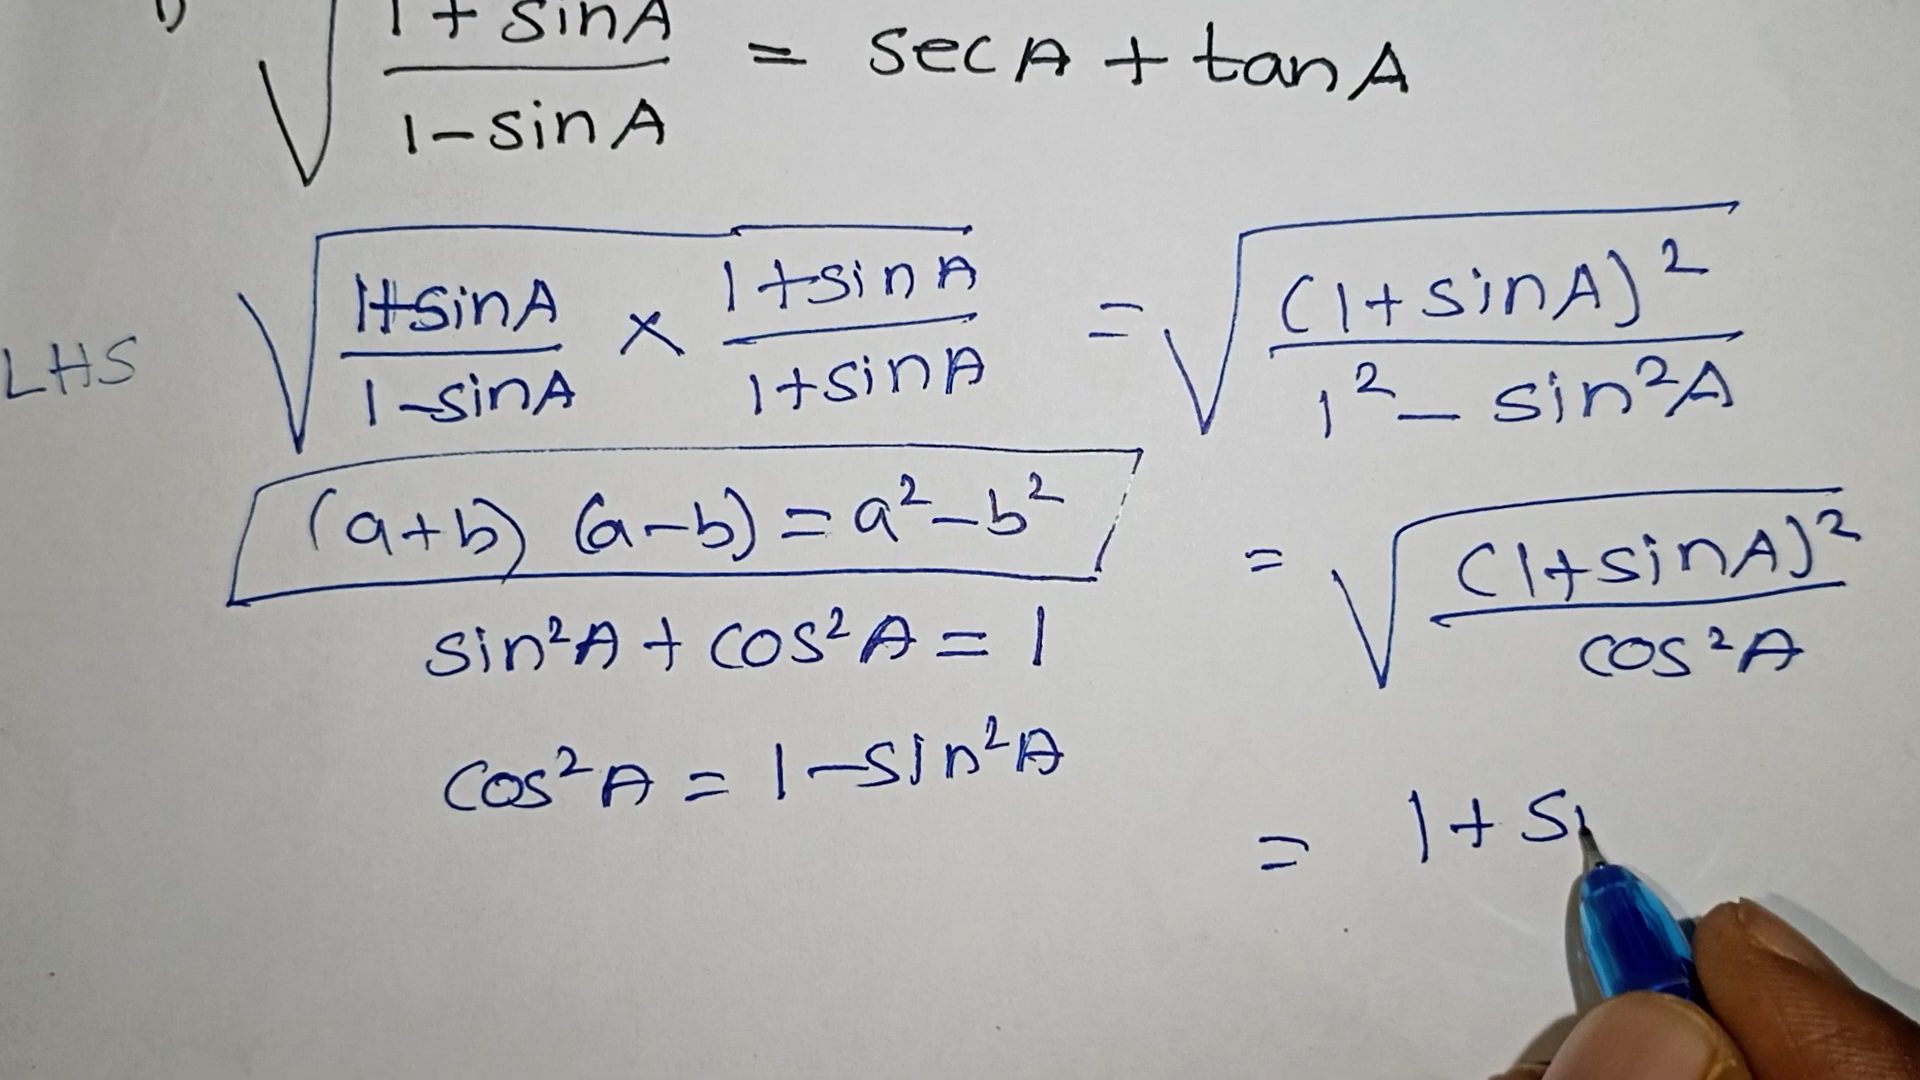 √(1 + sinA / 1 - sinA) = secA + tanA
LHS √(1+sinA / 1-sinA × 1+sinA / 1+sinA) = √((1+sinA)² / 1² - sin²A)
(a+b) (a-b) = a² - b²
= √((1+sinA)² / cos²A)
sin²A + cos²A = 1
cos²A = 1 - sin²A
= 1 + si